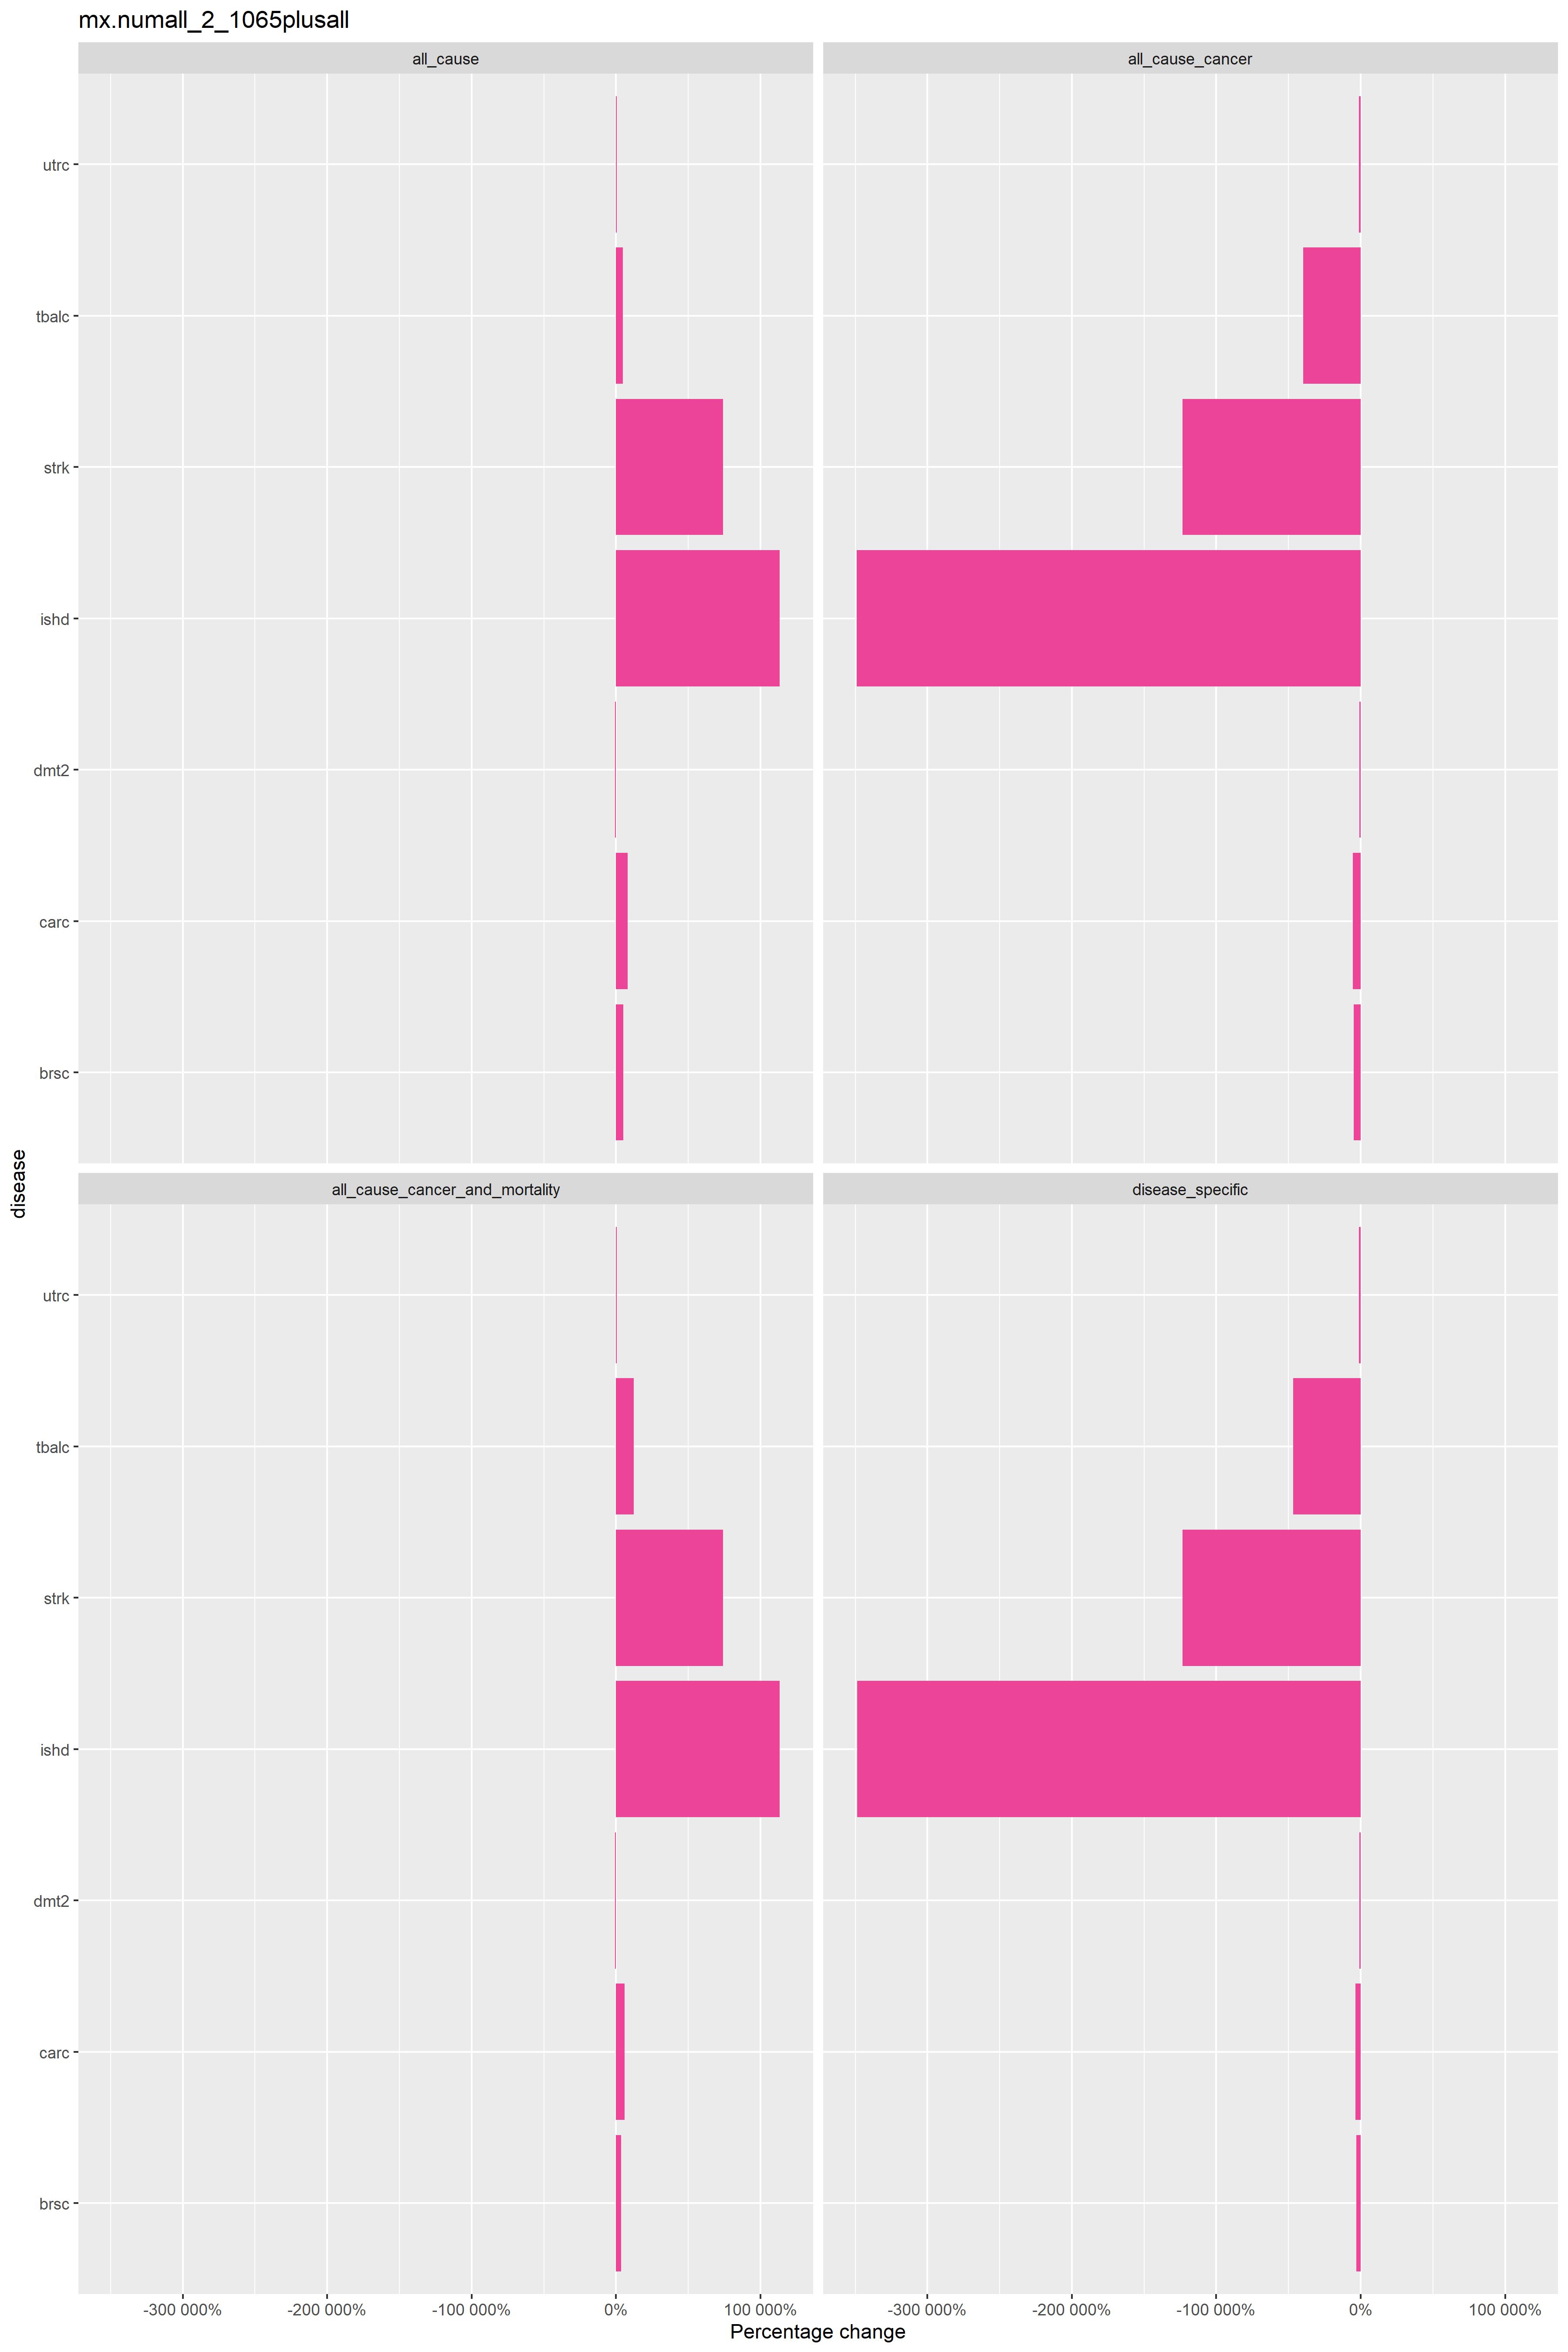 mx.numall_2_1065plusall
all_cause
all_cause_cancer
utrc
tbalc
strk
ishd
dmt2
carc
brsc
disease
all_cause_cancer_and_mortality
disease_specific
utrc
tbalc
strk
ishd
dmt2
carc
brsc
-300 000% -200 000% -100 000% 0% 100 000%
-300 000% -200 000% -100 000% 0% 100 000%
Percentage change